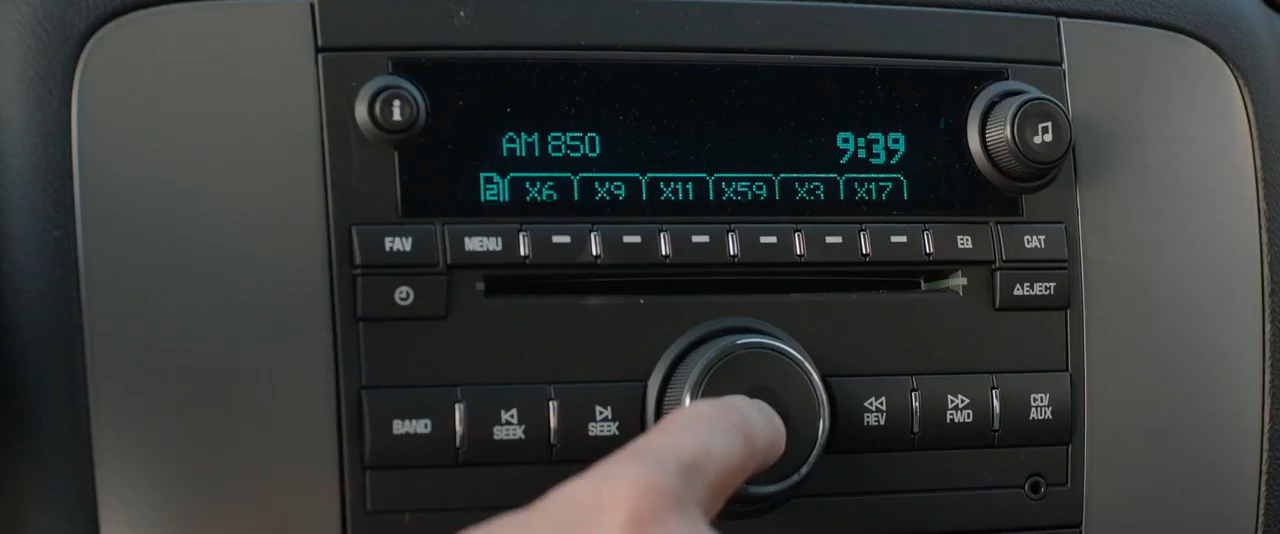 i
AM 850 9:39
2 X6 X9 X11 X59 X3 X17
FAV MENU EQ CAT
EJECT
BAND SEEK SEEK REV FWD CD/
AUX